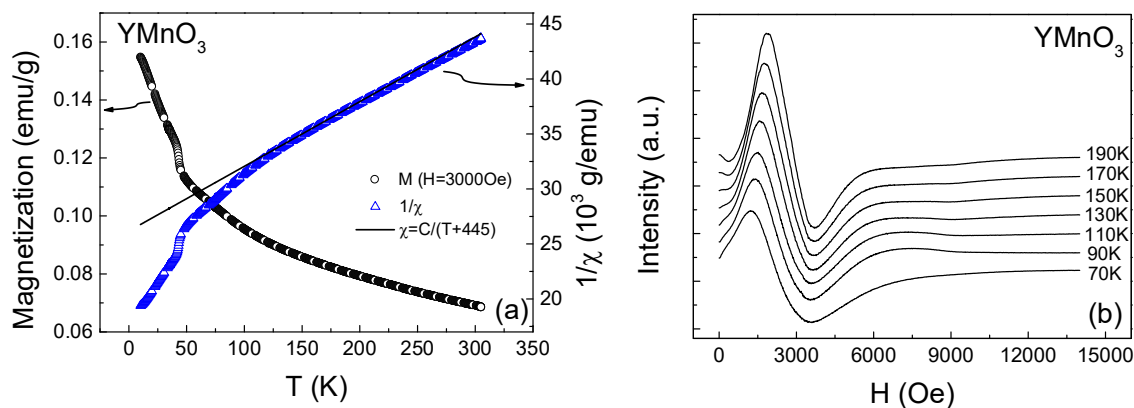 YMnO₃
Magnetization (emu/g)
0.16
0.14
0.12
0.10
0.08
0.06
0
50
100
150
200
250
300
350
T (K)
45
40
35
30
25
20
1/χ (10³ g/emu)
M (H=3000Oe)
1/χ
χ=C/(T+445)
(a)
YMnO₃
Intensity (a.u.)
190K
170K
150K
130K
110K
90K
70K
(b)
0
3000
6000
9000
12000
15000
H (Oe)